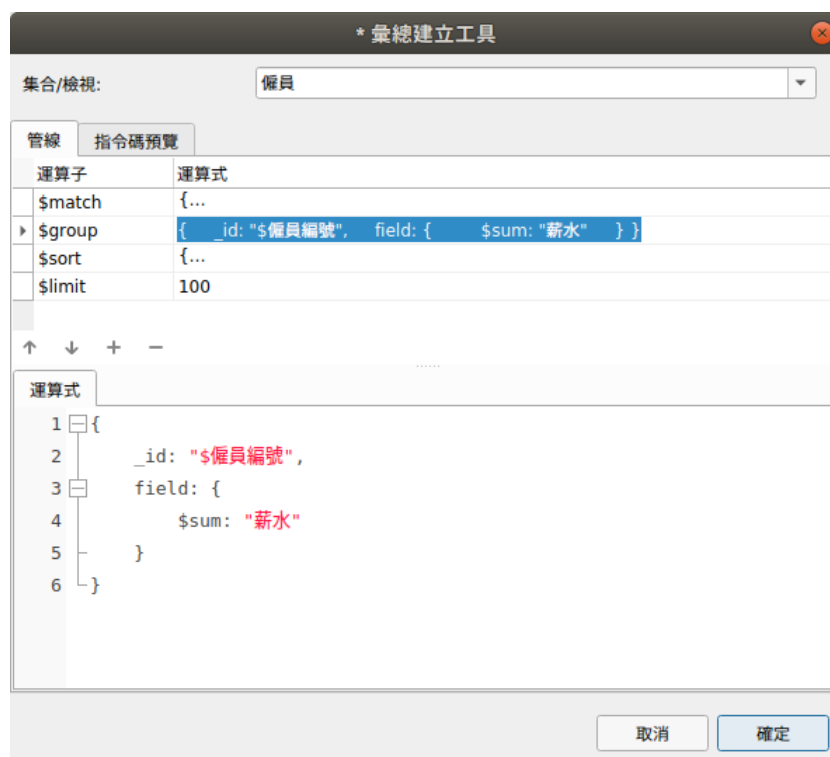 * 彙總建立工具
集合/檢視: 僱員
管線 指令碼預覽
運算子 運算式
$match {...
$group { _id: "$僱員編號", field: { $sum: "薪水" } }
$sort {...
$limit 100
運算式
1 {
2 _id: "$僱員編號",
3 field: {
4 $sum: "薪水"
5 }
6 }
取消 確定